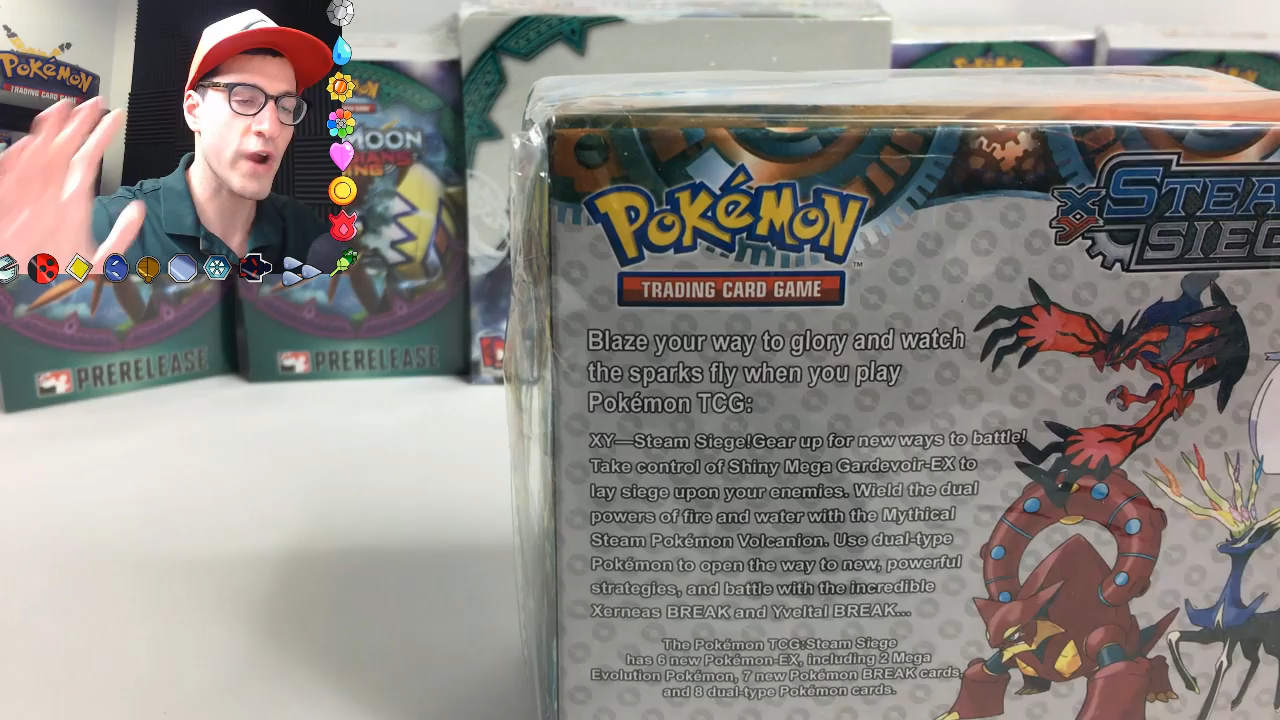 POKéMON
TRADING CARD GAME
MOON
PRERELEASE
PRERELEASE
POKéMON
TM
TRADING CARD GAME
XY
STEA
SIEG
Blaze your way to glory and watch
the sparks fly when you play
Pokémon TCG:
XY—Steam Siege!Gear up for new ways to battle!
Take control of Shiny Mega Gardevoir-EX to
lay siege upon your enemies. Wield the dual
powers of fire and water with the Mythical
Steam Pokémon Volcanion. Use dual-type
Pokémon to open the way to new, powerful
strategies, and battle with the incredible
Xerneas BREAK and Yveltal BREAK...
The Pokémon TCG:Steam Siege
has 6 new Pokémon-EX, including 2 Mega
Evolution Pokémon, 7 new Pokémon BREAK cards,
and 8 dual-type Pokémon cards.